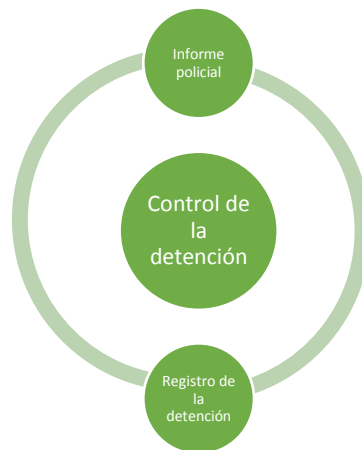 Informe
policial
Control de
la
detención
Registro de
la
detención